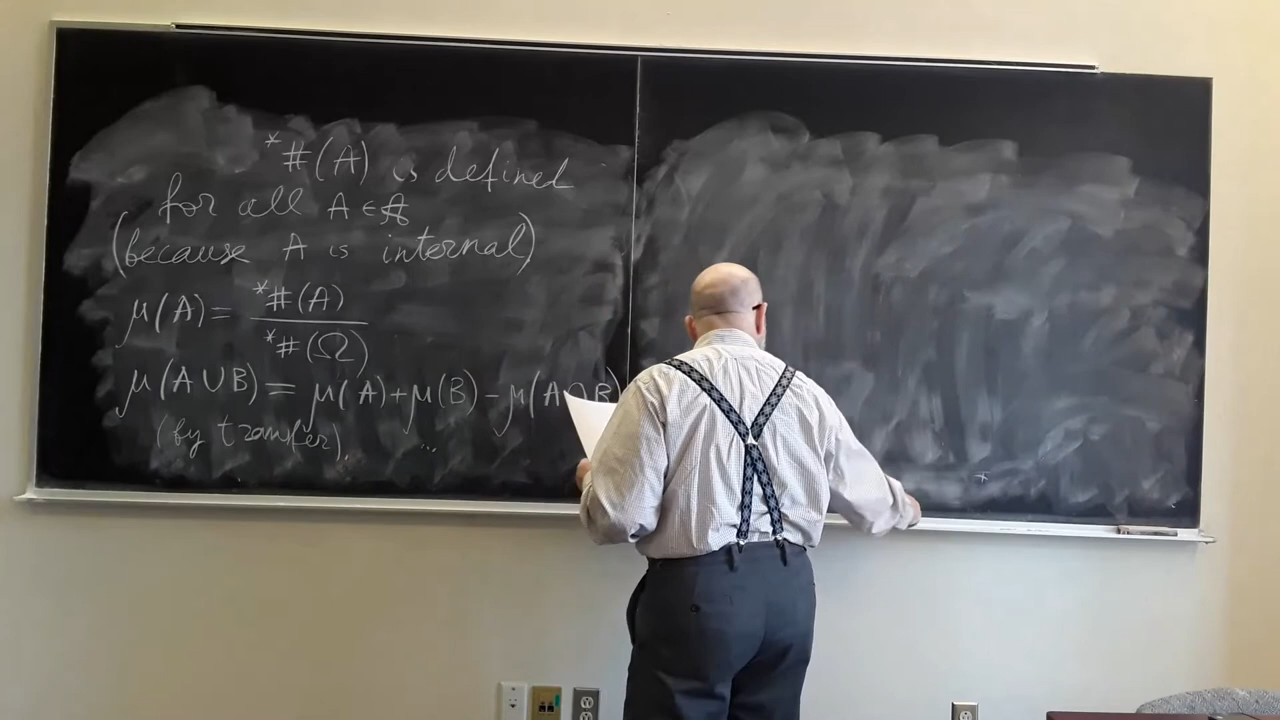 *#(A) is defined
for all A ∈ 𝒜
(because A is internal)
μ(A) = *#(A) / *#(Ω)
μ(A ∪ B) = μ(A) + μ(B) − μ(A ∩ B)
(by transfer). ...
*